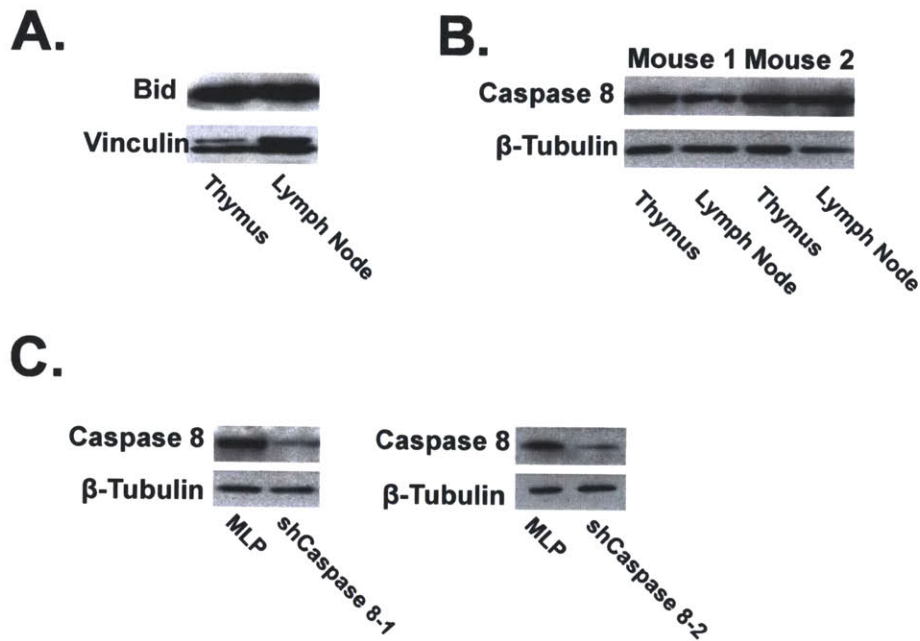 A.
Bid
Vinculin
Thymus
Lymph Node
B.
Mouse 1 Mouse 2
Caspase 8
β-Tubulin
Thymus
Lymph Node
Thymus
Lymph Node
C.
Caspase 8
β-Tubulin
MLP
shCaspase 8-1
Caspase 8
β-Tubulin
MLP
shCaspase 8-2